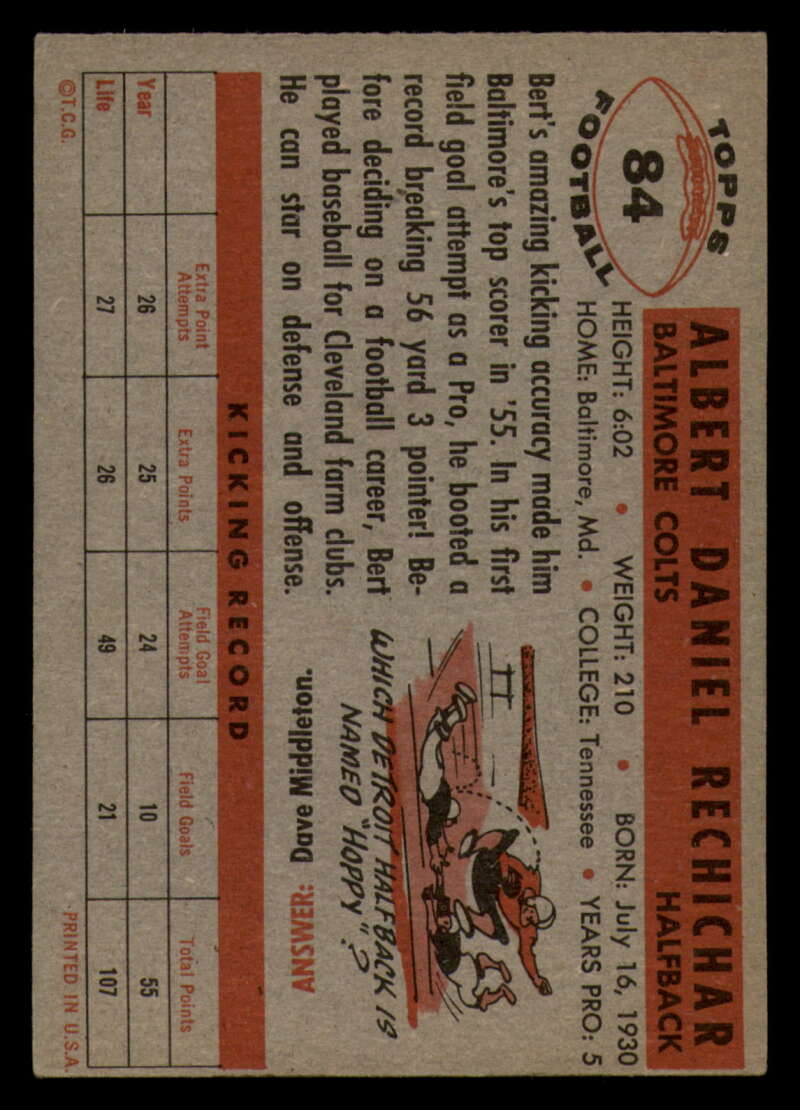 TOPPS
84
FOOTBALL
ALBERT DANIEL RECHICHAR
BALTIMORE COLTS HALFBACK
HEIGHT: 6:02 • WEIGHT: 210 • BORN: July 16, 1930
HOME: Baltimore, Md. • COLLEGE: Tennessee • YEARS PRO: 5
Bert's amazing kicking accuracy made him
Baltimore's top scorer in '55. In his first
field goal attempt as a Pro, he booted a
record breaking 56 yard 3 pointer! Be-
fore deciding on a football career, Bert
played baseball for Cleveland farm clubs.
He can star on defense and offense.
WHICH DETROIT HALFBACK IS
NAMED "HOPPY"?
ANSWER: Dave Middleton.
KICKING RECORD
Extra Point Attempts Extra Points Field Goal Attempts Field Goals Total Points
Year 26 25 24 10 55
Life 27 26 49 21 107
©T.C.G. PRINTED IN U.S.A.